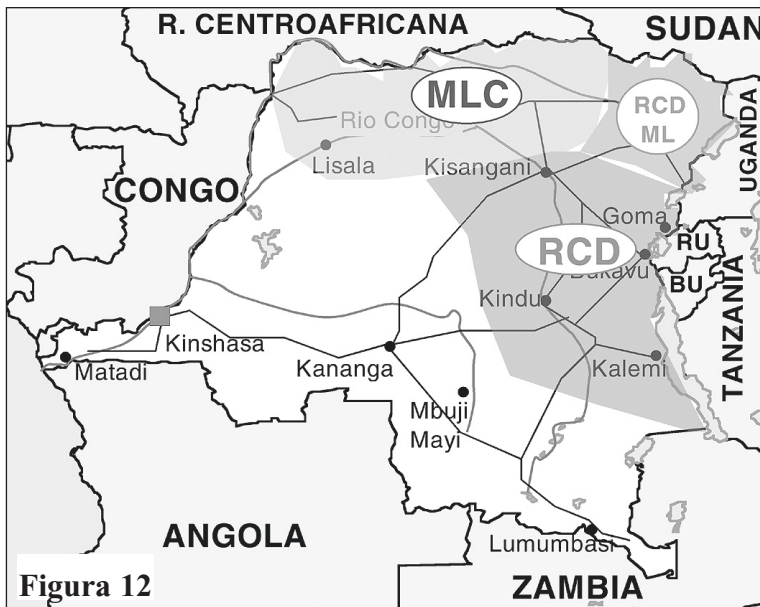 R. CENTROAFRICANA
SUDAN
MLC
RCD
ML
UGANDA
Rio Congo
Lisala
Kisangani
CONGO
Goma
RU
RCD
Bukavu
BU
Kindu
TANZANIA
Kinshasa
Matadi
Kananga
Kalemi
Mbuji
Mayi
ANGOLA
Lumumbasi
Figura 12
ZAMBIA